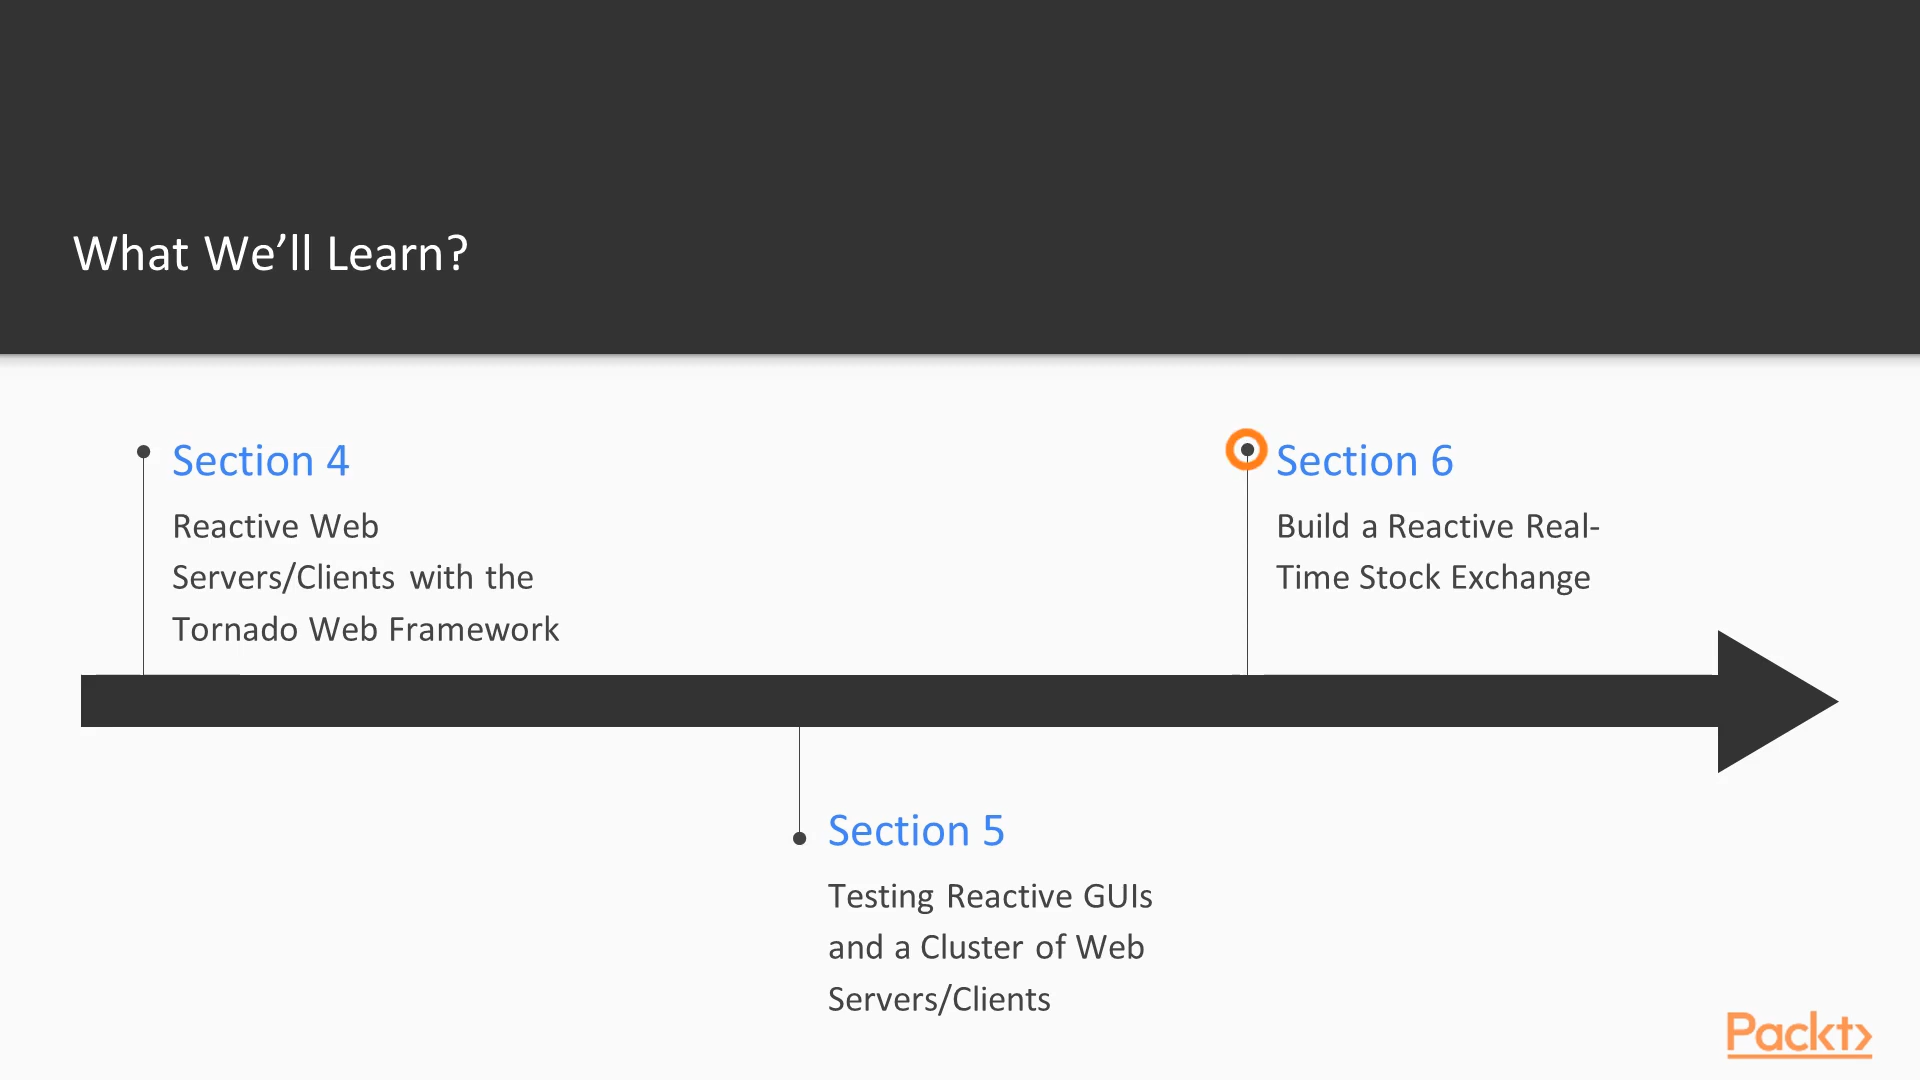 What We’ll Learn?
Section 4
Reactive Web
Servers/Clients with the
Tornado Web Framework
Section 5
Testing Reactive GUIs
and a Cluster of Web
Servers/Clients
Section 6
Build a Reactive Real-
Time Stock Exchange
Packt>